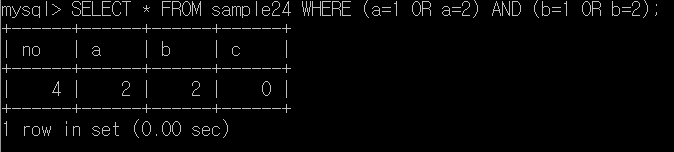 mysql> SELECT * FROM sample24 WHERE (a=1 OR a=2) AND (b=1 OR b=2);
+------+------+------+------+
| no   | a    | b    | c    |
+------+------+------+------+
|    4 |    2 |    2 |    0 |
+------+------+------+------+
1 row in set (0.00 sec)